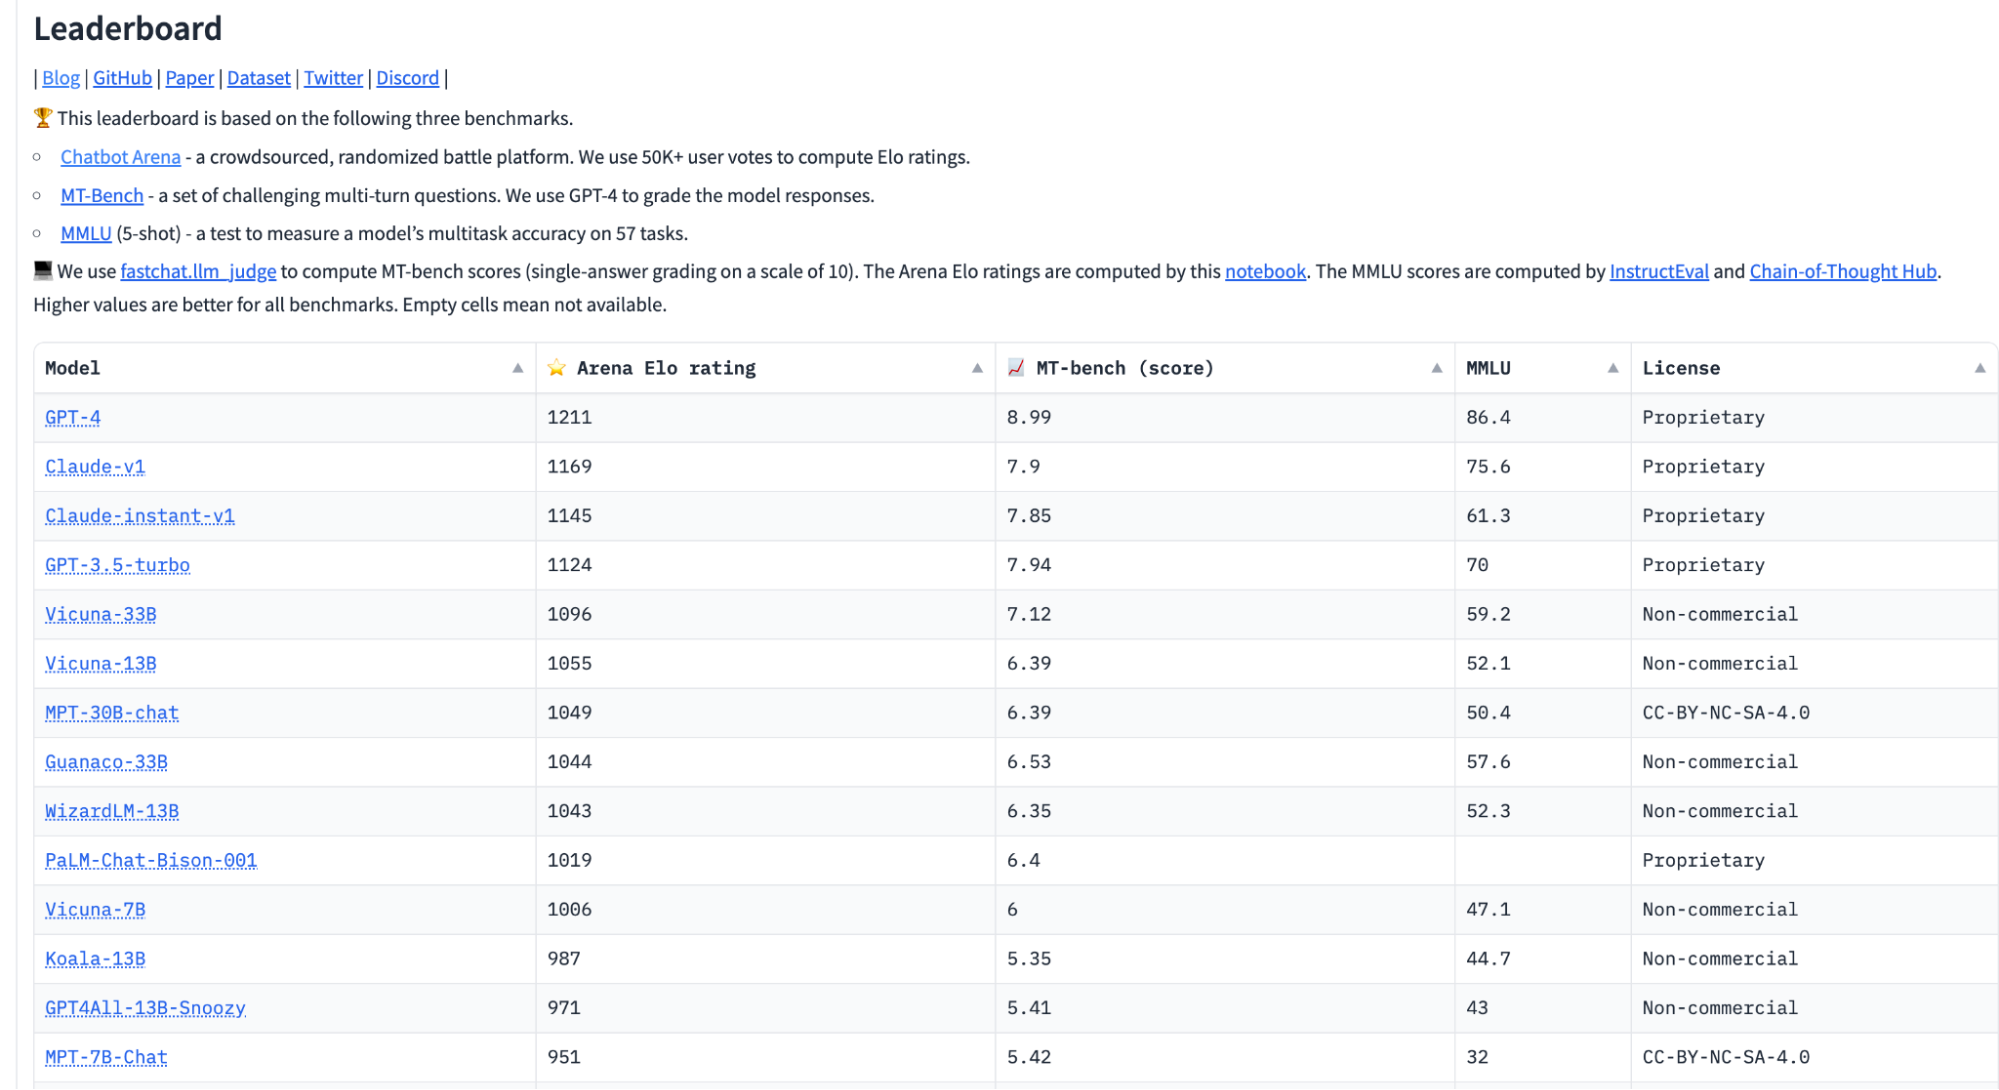 Leaderboard
| Blog | GitHub | Paper | Dataset | Twitter | Discord |
🏆 This leaderboard is based on the following three benchmarks.
Chatbot Arena - a crowdsourced, randomized battle platform. We use 50K+ user votes to compute Elo ratings.
MT-Bench - a set of challenging multi-turn questions. We use GPT-4 to grade the model responses.
MMLU (5-shot) - a test to measure a model’s multitask accuracy on 57 tasks.
💻 We use fastchat.llm_judge to compute MT-bench scores (single-answer grading on a scale of 10). The Arena Elo ratings are computed by this notebook. The MMLU scores are computed by InstructEval and Chain-of-Thought Hub.
Higher values are better for all benchmarks. Empty cells mean not available.
Model ▲ ⭐ Arena Elo rating ▲ 📈 MT-bench (score) ▲ MMLU ▲ License ▲
GPT-4 1211 8.99 86.4 Proprietary
Claude-v1 1169 7.9 75.6 Proprietary
Claude-instant-v1 1145 7.85 61.3 Proprietary
GPT-3.5-turbo 1124 7.94 70 Proprietary
Vicuna-33B 1096 7.12 59.2 Non-commercial
Vicuna-13B 1055 6.39 52.1 Non-commercial
MPT-30B-chat 1049 6.39 50.4 CC-BY-NC-SA-4.0
Guanaco-33B 1044 6.53 57.6 Non-commercial
WizardLM-13B 1043 6.35 52.3 Non-commercial
PaLM-Chat-Bison-001 1019 6.4 Proprietary
Vicuna-7B 1006 6 47.1 Non-commercial
Koala-13B 987 5.35 44.7 Non-commercial
GPT4All-13B-Snoozy 971 5.41 43 Non-commercial
MPT-7B-Chat 951 5.42 32 CC-BY-NC-SA-4.0